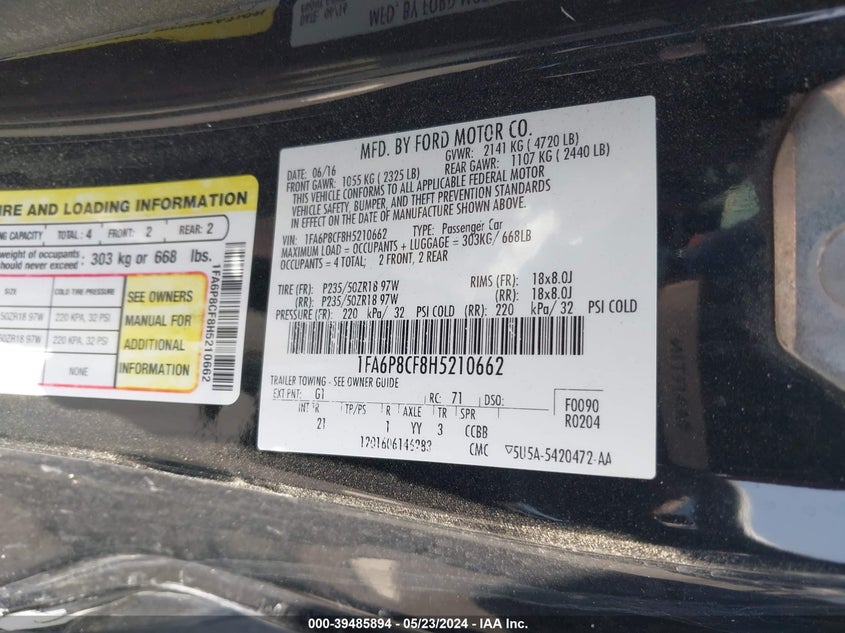 MFD. BY FORD MOTOR CO.
DATE: 06/16
GVWR: 2141 KG ( 4720 LB)
FRONT GAWR: 1055 KG ( 2325 LB)
REAR GAWR: 1107 KG ( 2440 LB)
THIS VEHICLE CONFORMS TO ALL APPLICABLE FEDERAL MOTOR
VEHICLE SAFETY, BUMPER, AND THEFT PREVENTION STANDARDS
IN EFFECT ON THE DATE OF MANUFACTURE SHOWN ABOVE.
VIN: 1FA6P8CF8H5210662 TYPE: Passenger Car
MAXIMUM LOAD = OCCUPANTS + LUGGAGE = 303KG/ 668LB
OCCUPANTS = 4 TOTAL; 2 FRONT, 2 REAR
TIRE (FR): P235/50ZR18 97W RIMS (FR): 18x8.0J
(RR): P235/50ZR18 97W (RR): 18x8.0J
PRESSURE (FR): 220 kPa/ 32 PSI COLD (RR): 220 kPa/ 32 PSI COLD
1FA6P8CF8H5210662
TRAILER TOWING - SEE OWNER GUIDE
EXT PNT: G1 RC: 71 DSO:
INT R TP/PS R AXLE TR SPR
21 1 YY 3 CCBB
F0090
R0204
CMC 5U5A-5420472-AA
IRE AND LOADING INFORMATION
NG CAPACITY TOTAL: 4 FRONT: 2 REAR: 2
weight of occupants
hould never exceed 303 kg or 668 lbs.
SIZE COLD TIRE PRESSURE
50ZR18 97W 220 KPA, 32 PSI
50ZR18 97W 220 KPA, 32 PSI
NONE
SEE OWNERS
MANUAL FOR
ADDITIONAL
INFORMATION
1FA6P8CF8H5210662
000-39485894 - 05/23/2024 - IAA Inc.